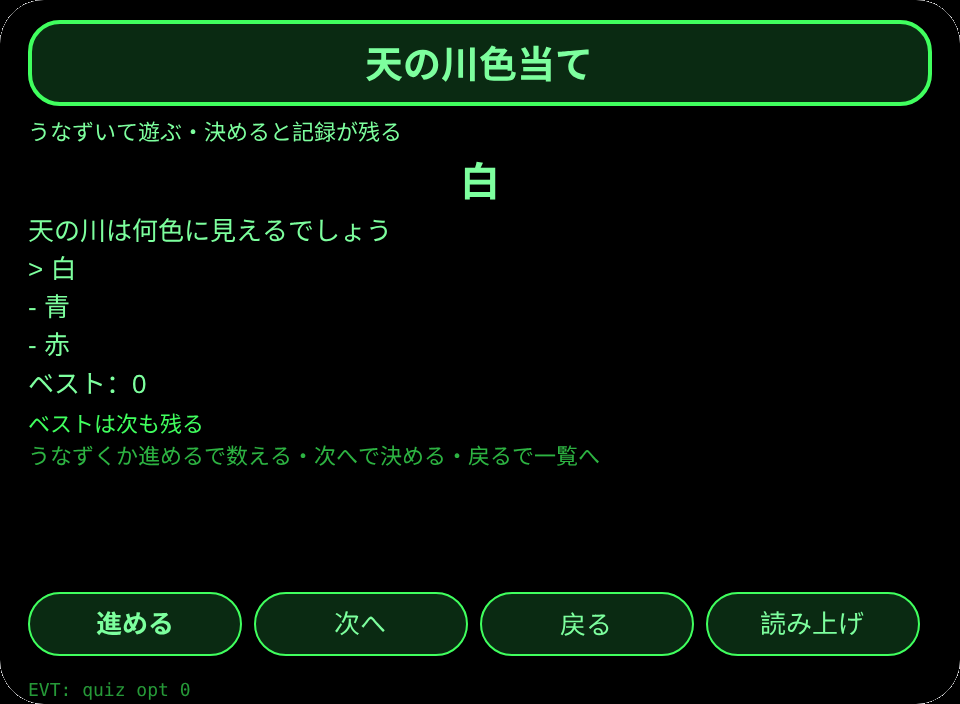 天の川色当て
うなずいて遊ぶ・決めると記録が残る
白
天の川は何色に見えるでしょう
> 白
- 青
- 赤
ベスト: 0
ベストは次も残る
うなずくか進めるで数える・次へで決める・戻るで一覧へ
進める 次へ 戻る 読み上げ
EVT: quiz opt 0